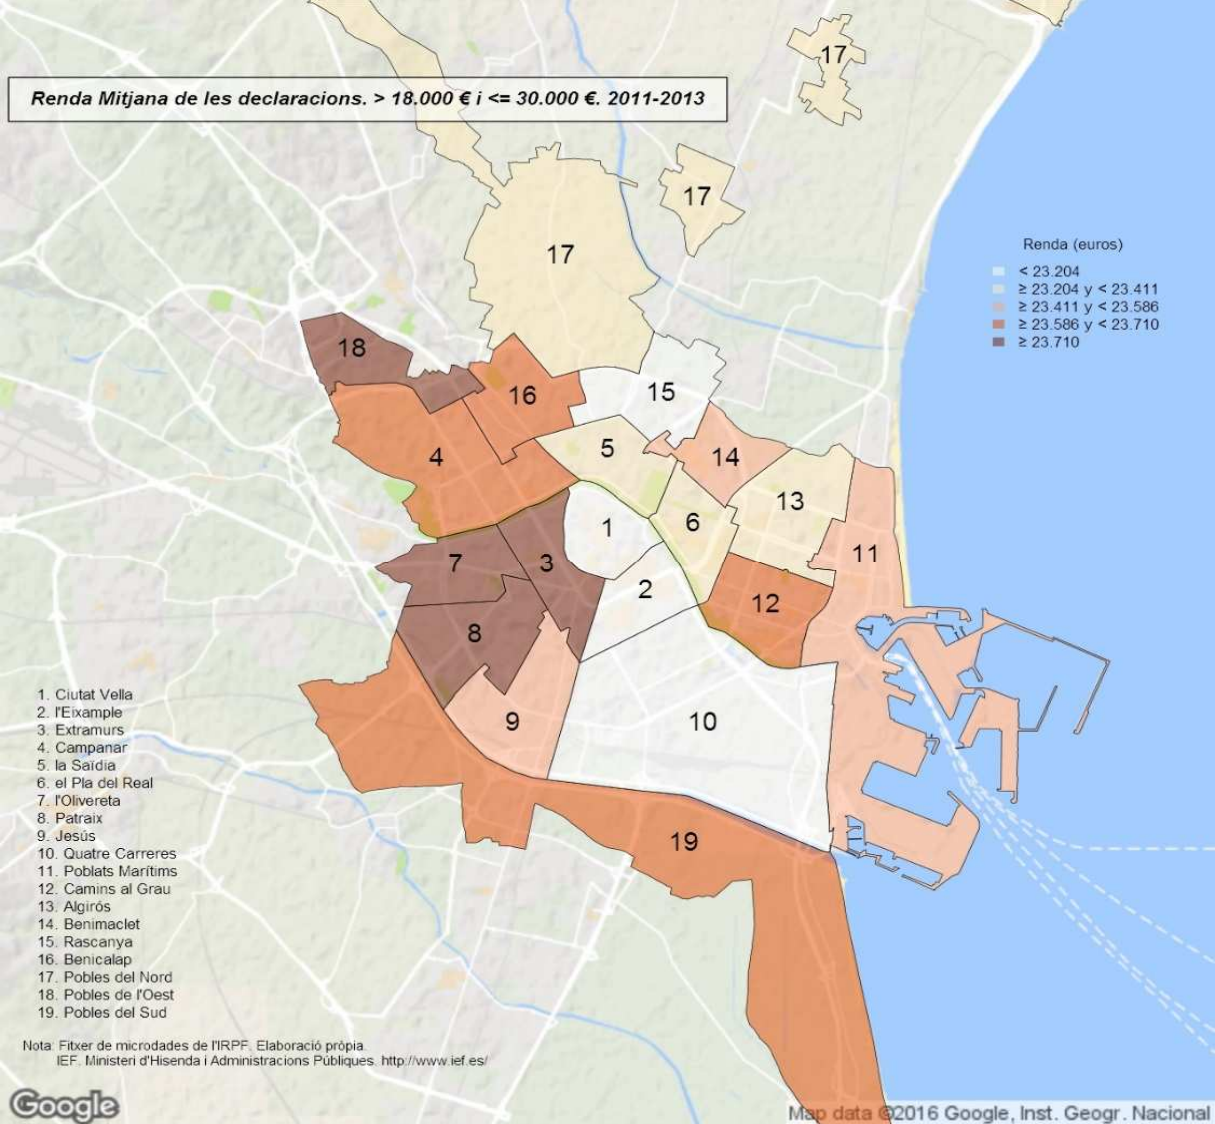 Renda Mitjana de les declaracions. > 18.000 € i <= 30.000 €. 2011-2013
17
17
17
Renda (euros)
< 23.204
≥ 23.204 y < 23.411
≥ 23.411 y < 23.586
≥ 23.586 y < 23.710
≥ 23.710
18
16
15
4
5
14
13
6
1
11
7
3
2
12
8
9
10
19
1. Ciutat Vella
2. l'Eixample
3. Extramurs
4. Campanar
5. la Saïdia
6. el Pla del Real
7. l'Olivereta
8. Patraix
9. Jesús
10. Quatre Carreres
11. Poblats Marítims
12. Camins al Grau
13. Algirós
14. Benimaclet
15. Rascanya
16. Benicalap
17. Pobles del Nord
18. Pobles de l'Oest
19. Pobles del Sud
Nota: Fitxer de microdades de l'IRPF. Elaboració pròpia.
IEF. Ministeri d'Hisenda i Administracions Públiques. http://www.ief.es/
Google
Map data ©2016 Google, Inst. Geogr. Nacional